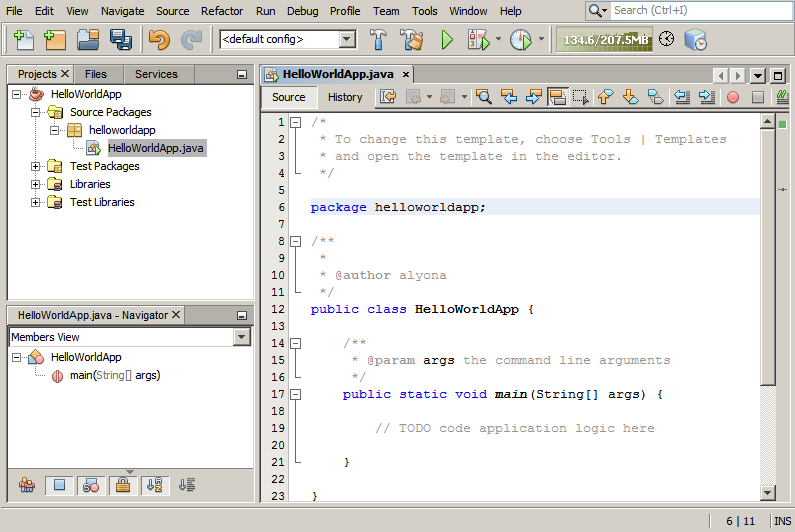 File Edit View Navigate Source Refactor Run Debug Profile Team Tools Window Help
Search (Ctrl+I)
<default config>
134.6/207.5MB
Projects Files Services
HelloWorldApp
Source Packages
helloworldapp
HelloWorldApp.java
Test Packages
Libraries
Test Libraries
HelloWorldApp.java - Navigator
Members View
HelloWorldApp
main(String[] args)
HelloWorldApp.java
Source History
1 /*
2 * To change this template, choose Tools | Templates
3 * and open the template in the editor.
4 */
5
6 package helloworldapp;
7
8 /**
9 *
10 * @author alyona
11 */
12 public class HelloWorldApp {
13
14 /**
15 * @param args the command line arguments
16 */
17 public static void main(String[] args) {
18
19 // TODO code application logic here
20
21 }
22
23 }
6 | 11 INS